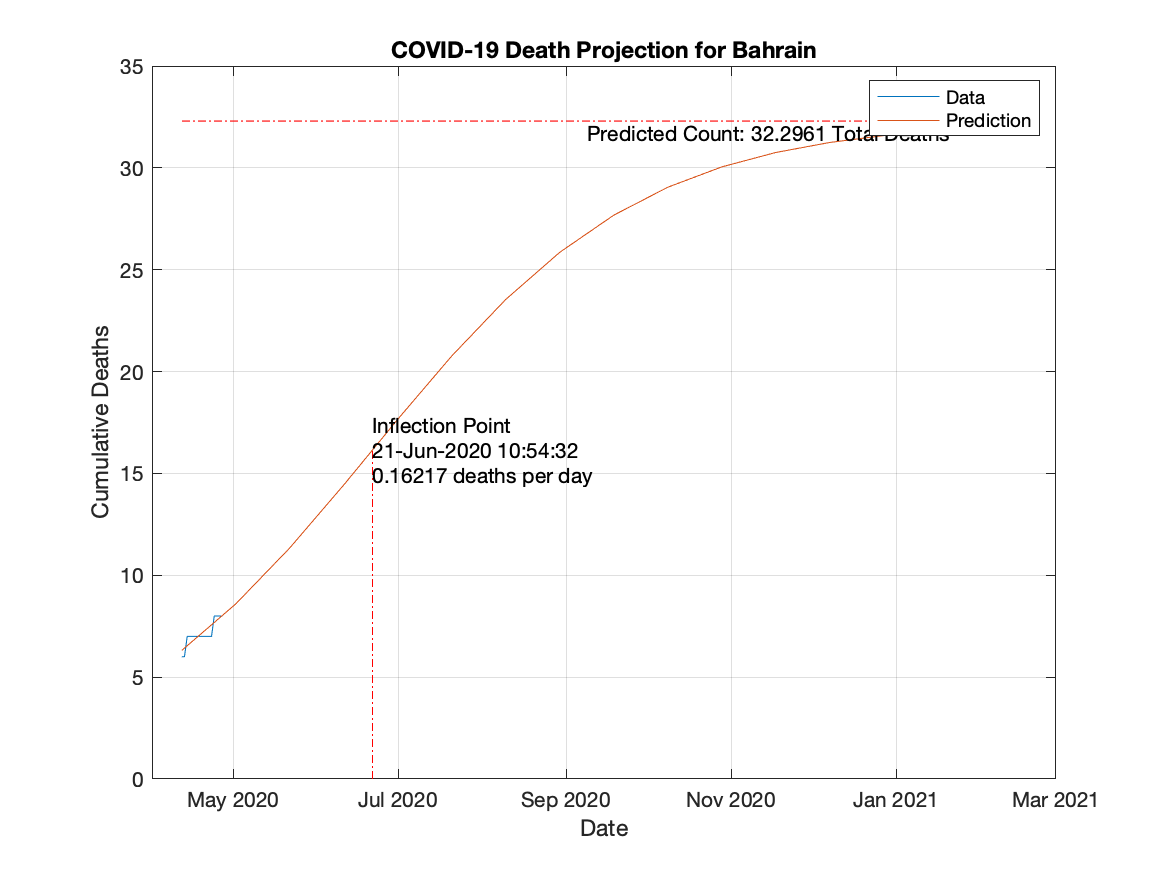 COVID-19 Death Projection for Bahrain
35
30
25
20
15
10
5
0
Cumulative Deaths
Data
Prediction
Predicted Count: 32.2961 Total Deaths
Inflection Point
21-Jun-2020 10:54:32
0.16217 deaths per day
May 2020
Jul 2020
Sep 2020
Nov 2020
Jan 2021
Mar 2021
Date